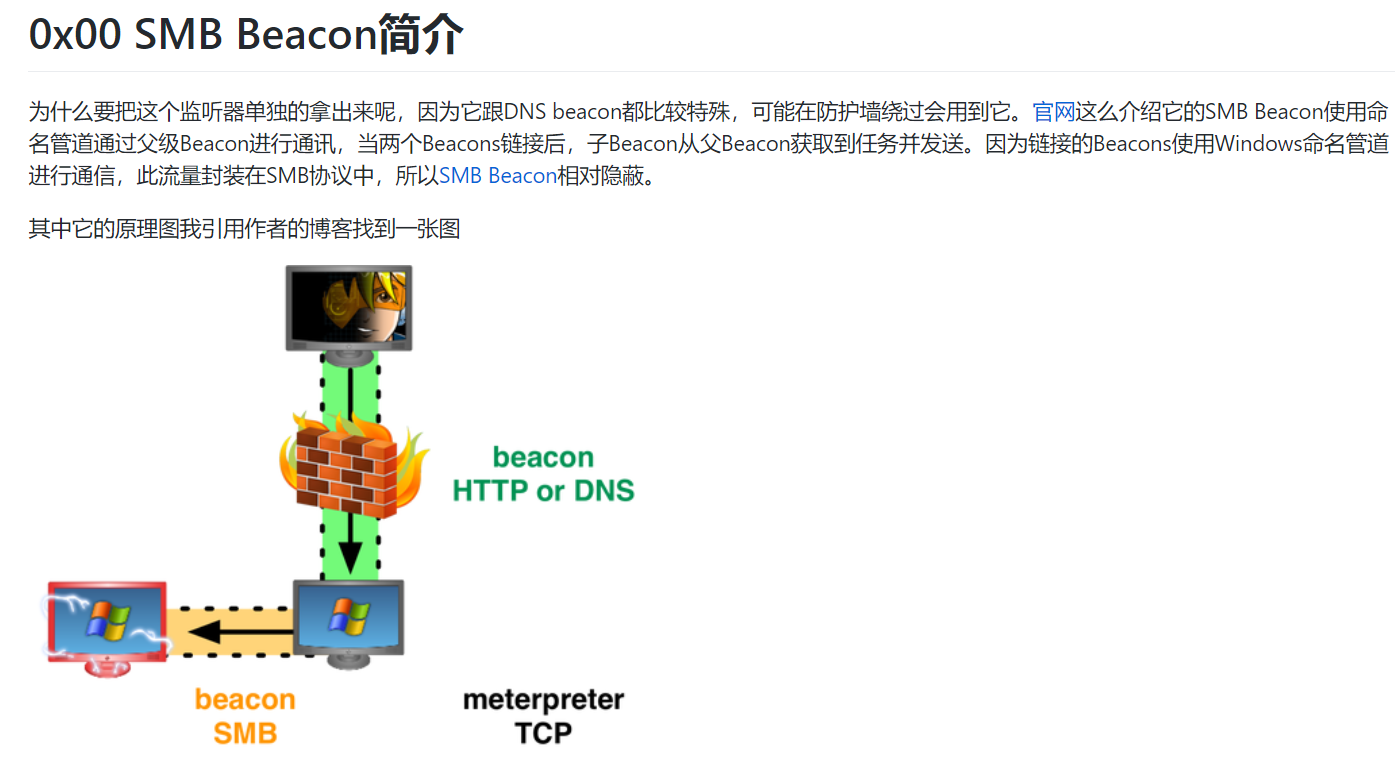 0x00 SMB Beacon简介
为什么要把这个监听器单独的拿出来呢，因为它跟DNS beacon都比较特殊，可能在防护墙绕过会用到它。官网这么介绍它的SMB Beacon使用命
名管道通过父级Beacon进行通讯，当两个Beacons链接后，子Beacon从父Beacon获取到任务并发送。因为链接的Beacons使用Windows命名管道
进行通信，此流量封装在SMB协议中，所以SMB Beacon相对隐蔽。
其中它的原理图我引用作者的博客找到一张图
beacon
HTTP or DNS
beacon
SMB
meterpreter
TCP